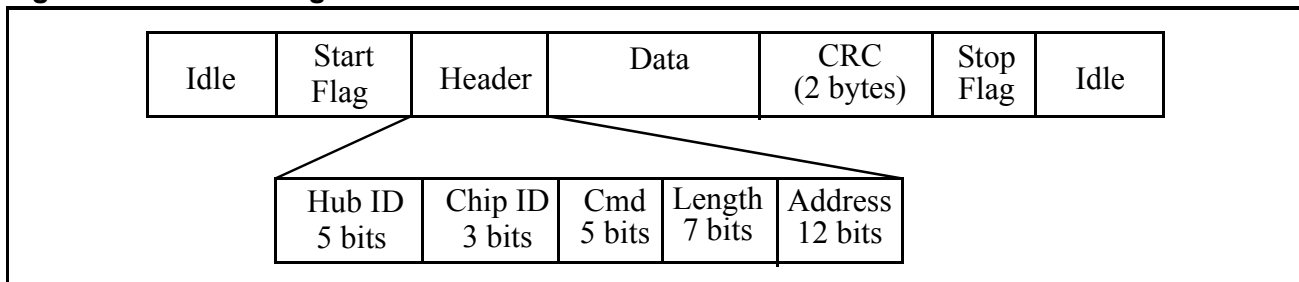 Idle
Start
Flag
Header
Data
CRC
(2 bytes)
Stop
Flag
Idle
Hub ID
5 bits
Chip ID
3 bits
Cmd
5 bits
Length
7 bits
Address
12 bits